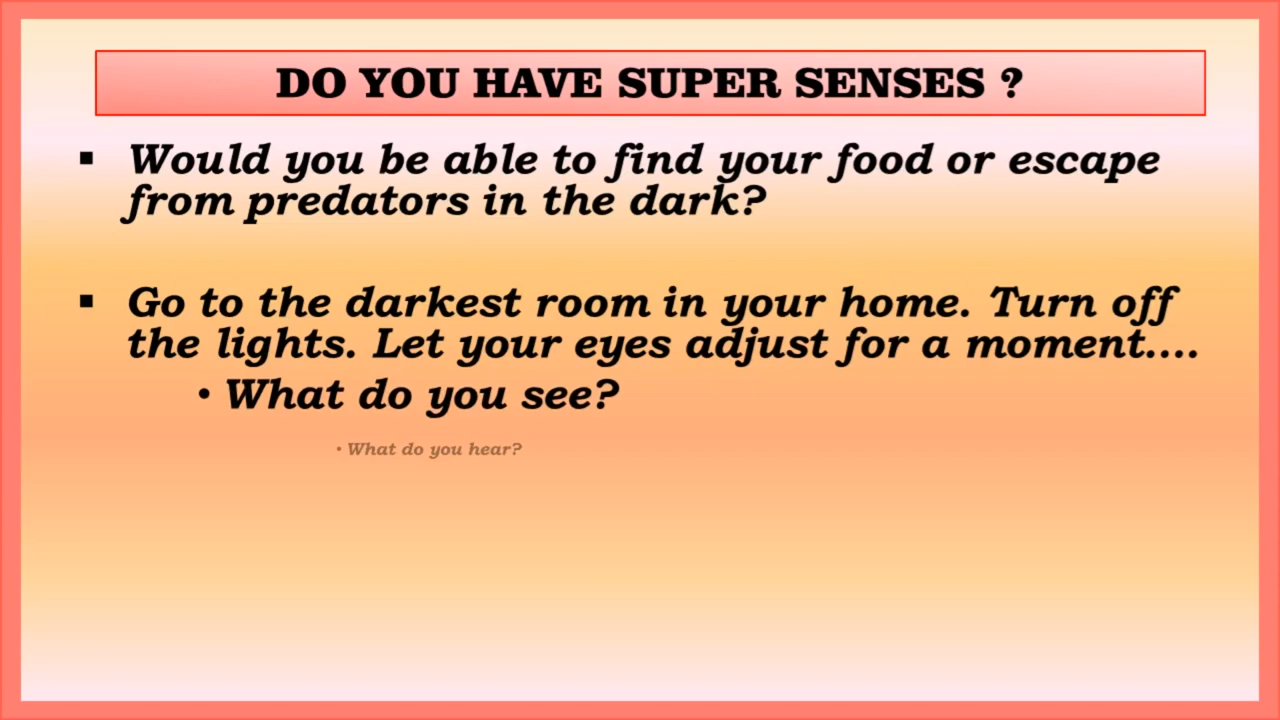 DO YOU HAVE SUPER SENSES ?
▪ Would you be able to find your food or escape
from predators in the dark?
▪ Go to the darkest room in your home. Turn off
the lights. Let your eyes adjust for a moment....
• What do you see?
• What do you hear?